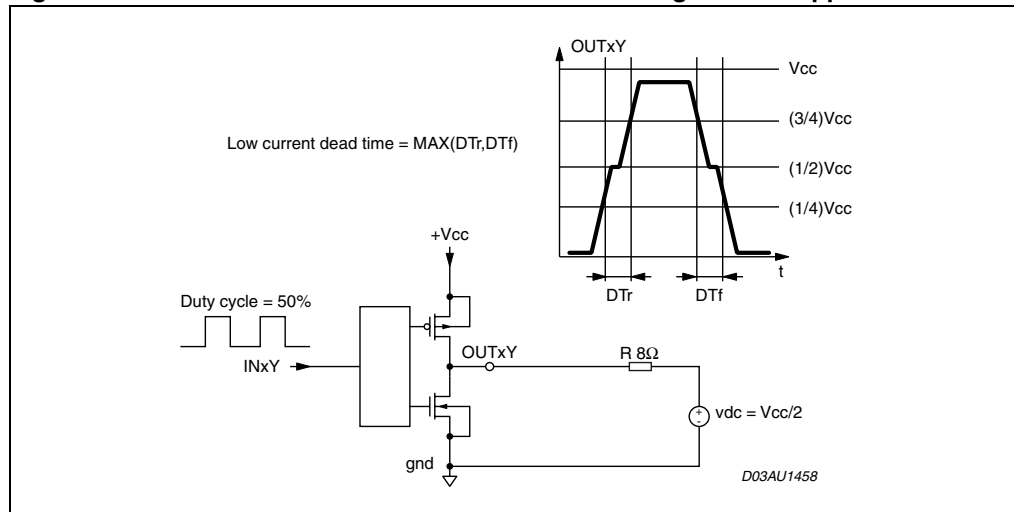 OUTxY
Vcc
(3/4)Vcc
Low current dead time = MAX(DTr,DTf)
(1/2)Vcc
(1/4)Vcc
+Vcc
t
DTr
DTf
Duty cycle = 50%
OUTxY
R 8Ω
INxY
vdc = Vcc/2
+
-
gnd
D03AU1458